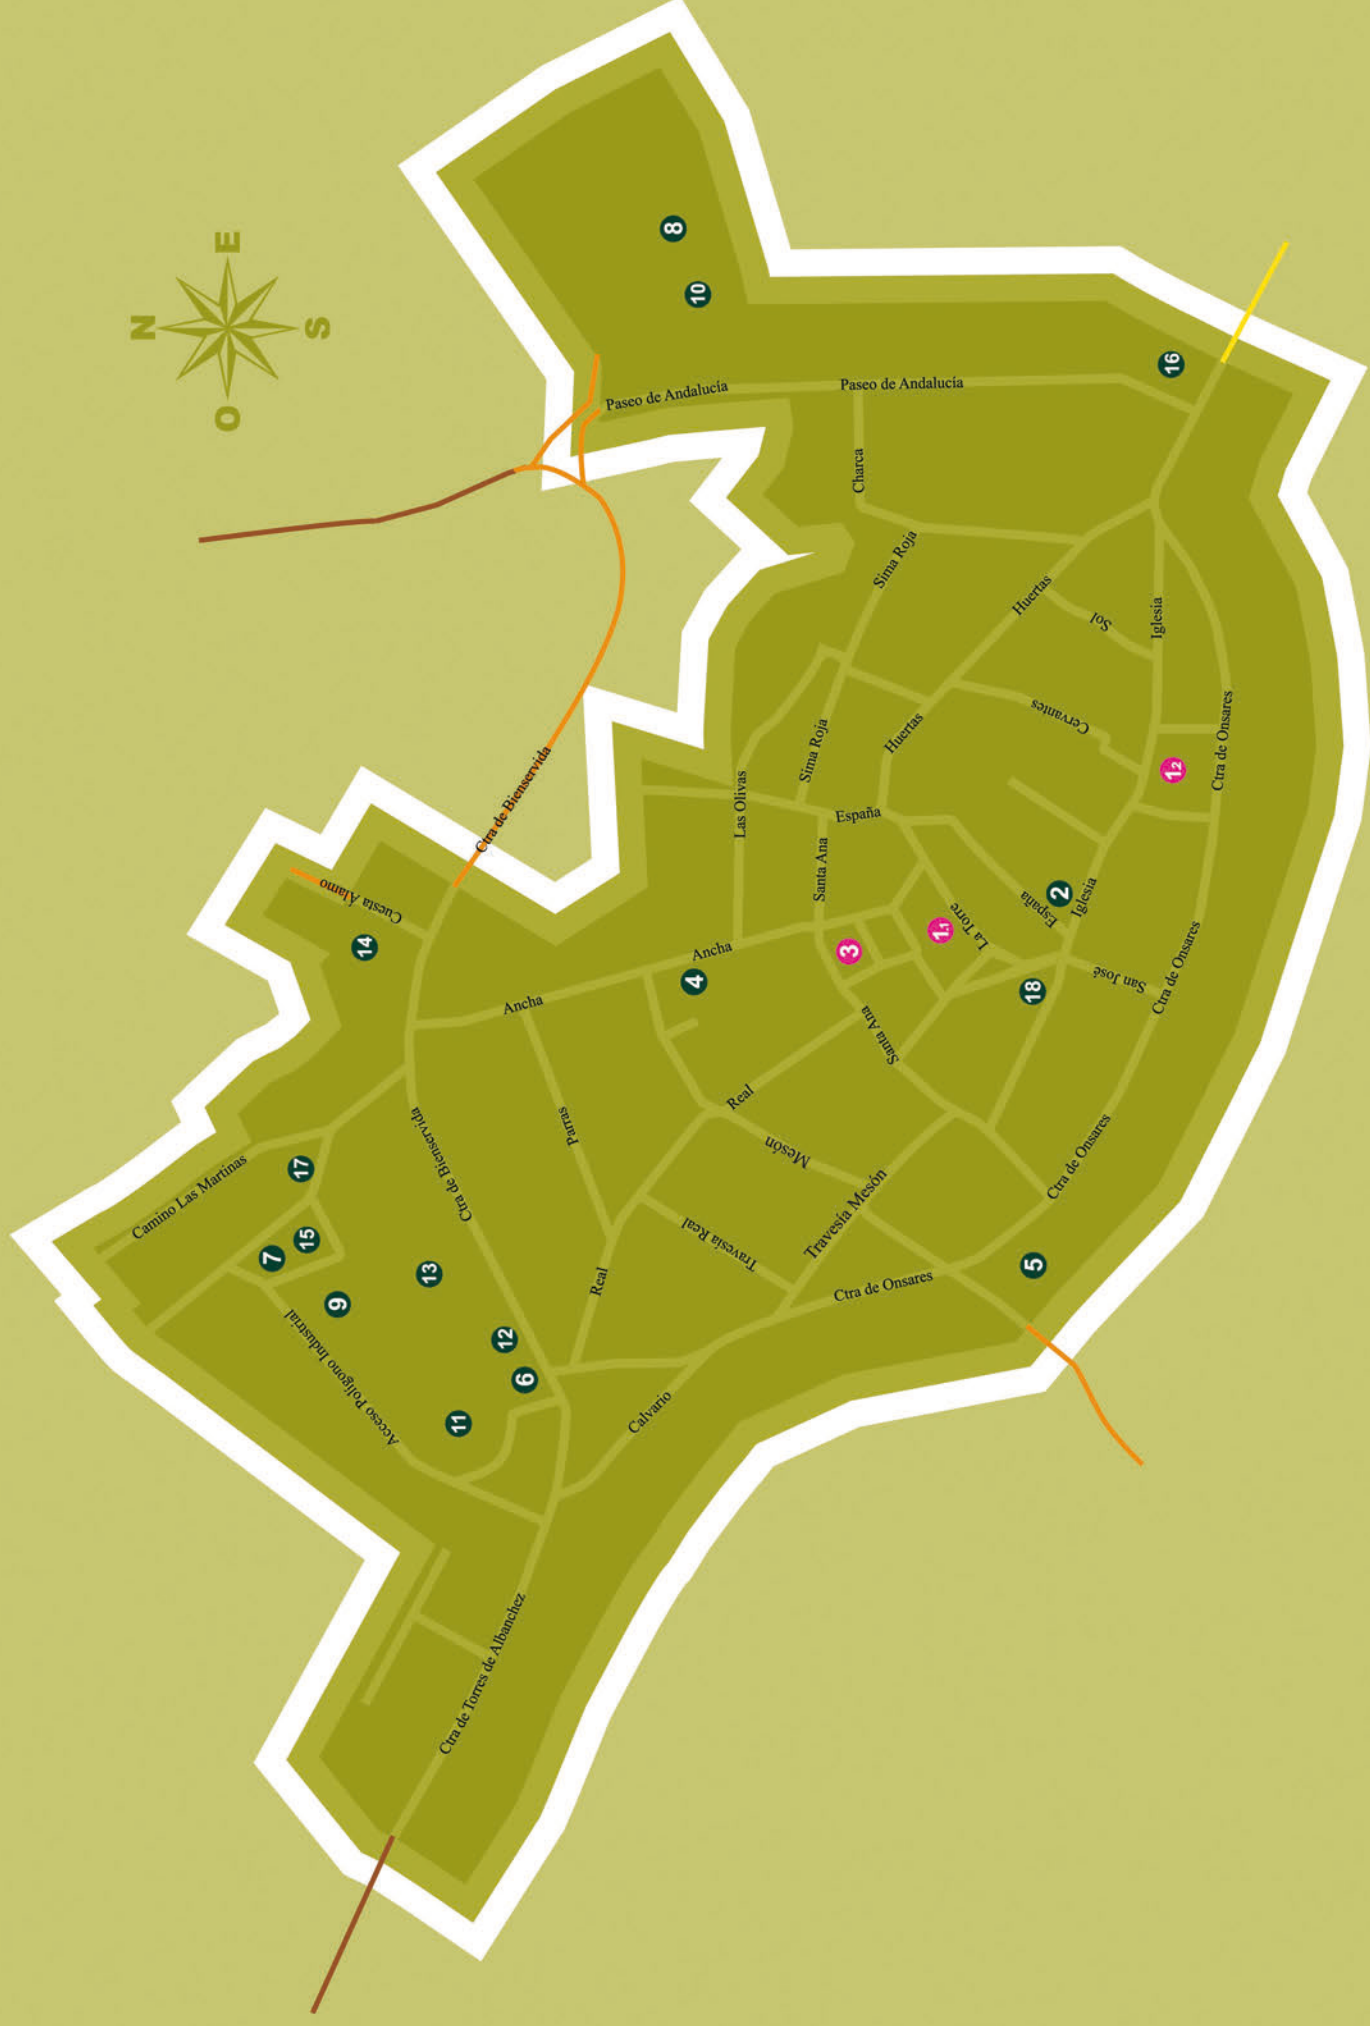 N
O
E
S
Camino Las Martinas
7
17
15
9
14
Cuesta Álamo
Acceso Polígono Industrial
13
11
12
6
Ctra de Bienservida
Ctra de Bienservida
Ctra de Torres de Albanchez
Ancha
Parras
Real
Calvario
8
10
Paseo de Andalucía
4
Ancha
Las Olivas
Real
Travesía Real
Mesón
Sima Roja
Santa Ana
3
Travesía Mesón
España
Charca
Paseo de Andalucía
Santa Ana
Ctra de Onsares
Sima Roja
Huertas
1.1
La Torre
5
18
España
2
Huertas
Cervantes
Sol
Iglesia
Ctra de Onsares
San José
Iglesia
16
1.2
Ctra de Onsares
Ctra de Onsares